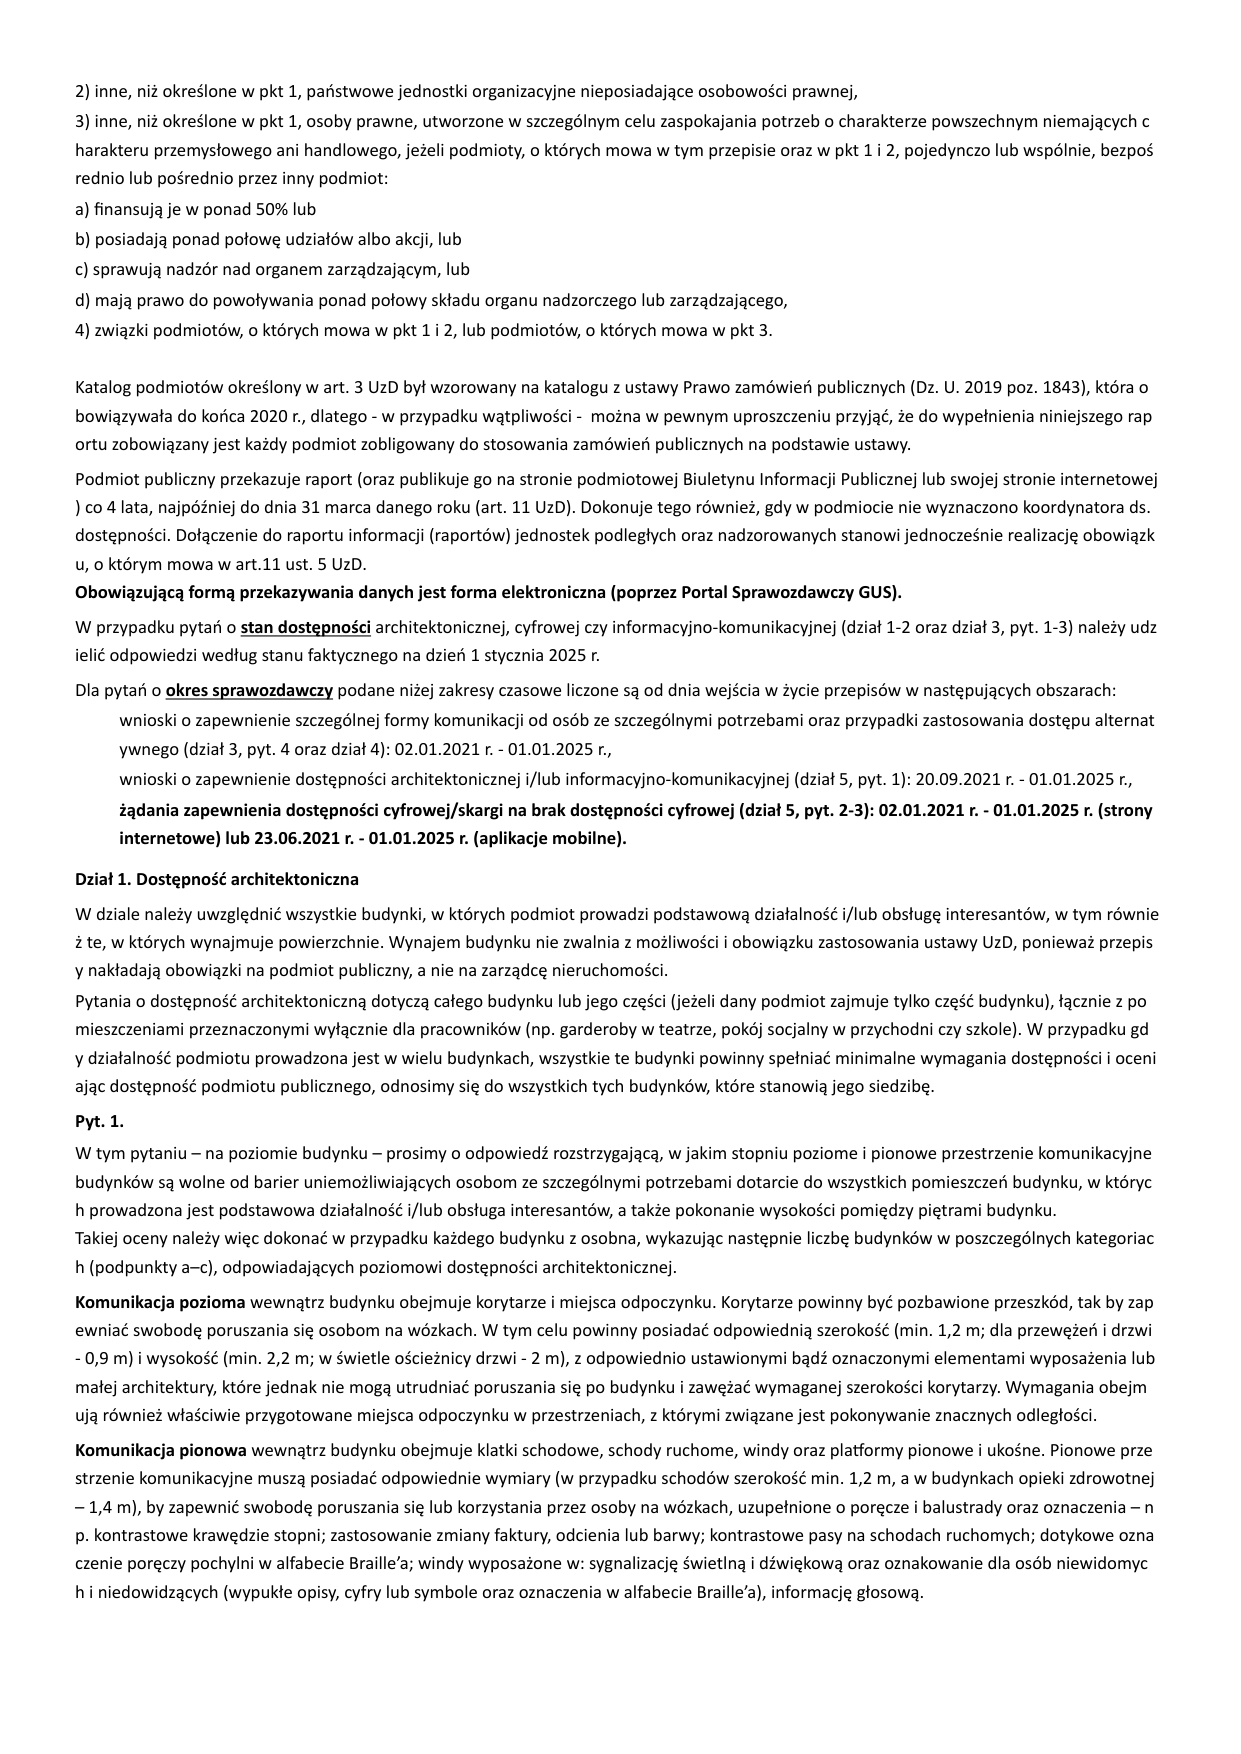 2) inne, niż określone w pkt 1, państwowe jednostki organizacyjne nieposiadające osobowości prawnej,
3) inne, niż określone w pkt 1, osoby prawne, utworzone w szczególnym celu zaspokajania potrzeb o charakterze powszechnym niemających c
harakteru przemysłowego ani handlowego, jeżeli podmioty, o których mowa w tym przepisie oraz w pkt 1 i 2, pojedynczo lub wspólnie, bezpoś
rednio lub pośrednio przez inny podmiot:
a) finansują je w ponad 50% lub
b) posiadają ponad połowę udziałów albo akcji, lub
c) sprawują nadzór nad organem zarządzającym, lub
d) mają prawo do powoływania ponad połowy składu organu nadzorczego lub zarządzającego,
4) związki podmiotów, o których mowa w pkt 1 i 2, lub podmiotów, o których mowa w pkt 3.
Katalog podmiotów określony w art. 3 UzD był wzorowany na katalogu z ustawy Prawo zamówień publicznych (Dz. U. 2019 poz. 1843), która o
bowiązywała do końca 2020 r., dlatego - w przypadku wątpliwości -  można w pewnym uproszczeniu przyjąć, że do wypełnienia niniejszego rap
ortu zobowiązany jest każdy podmiot zobligowany do stosowania zamówień publicznych na podstawie ustawy.
Podmiot publiczny przekazuje raport (oraz publikuje go na stronie podmiotowej Biuletynu Informacji Publicznej lub swojej stronie internetowej
) co 4 lata, najpóźniej do dnia 31 marca danego roku (art. 11 UzD). Dokonuje tego również, gdy w podmiocie nie wyznaczono koordynatora ds.
dostępności. Dołączenie do raportu informacji (raportów) jednostek podległych oraz nadzorowanych stanowi jednocześnie realizację obowiązk
u, o którym mowa w art.11 ust. 5 UzD.
Obowiązującą formą przekazywania danych jest forma elektroniczna (poprzez Portal Sprawozdawczy GUS).
W przypadku pytań o stan dostępności architektonicznej, cyfrowej czy informacyjno-komunikacyjnej (dział 1-2 oraz dział 3, pyt. 1-3) należy udz
ielić odpowiedzi według stanu faktycznego na dzień 1 stycznia 2025 r.
Dla pytań o okres sprawozdawczy podane niżej zakresy czasowe liczone są od dnia wejścia w życie przepisów w następujących obszarach:
wnioski o zapewnienie szczególnej formy komunikacji od osób ze szczególnymi potrzebami oraz przypadki zastosowania dostępu alternat
ywnego (dział 3, pyt. 4 oraz dział 4): 02.01.2021 r. - 01.01.2025 r.,
wnioski o zapewnienie dostępności architektonicznej i/lub informacyjno-komunikacyjnej (dział 5, pyt. 1): 20.09.2021 r. - 01.01.2025 r.,
żądania zapewnienia dostępności cyfrowej/skargi na brak dostępności cyfrowej (dział 5, pyt. 2-3): 02.01.2021 r. - 01.01.2025 r. (strony
internetowe) lub 23.06.2021 r. - 01.01.2025 r. (aplikacje mobilne).
Dział 1. Dostępność architektoniczna
W dziale należy uwzględnić wszystkie budynki, w których podmiot prowadzi podstawową działalność i/lub obsługę interesantów, w tym równie
ż te, w których wynajmuje powierzchnie. Wynajem budynku nie zwalnia z możliwości i obowiązku zastosowania ustawy UzD, ponieważ przepis
y nakładają obowiązki na podmiot publiczny, a nie na zarządcę nieruchomości.
Pytania o dostępność architektoniczną dotyczą całego budynku lub jego części (jeżeli dany podmiot zajmuje tylko część budynku), łącznie z po
mieszczeniami przeznaczonymi wyłącznie dla pracowników (np. garderoby w teatrze, pokój socjalny w przychodni czy szkole). W przypadku gd
y działalność podmiotu prowadzona jest w wielu budynkach, wszystkie te budynki powinny spełniać minimalne wymagania dostępności i oceni
ając dostępność podmiotu publicznego, odnosimy się do wszystkich tych budynków, które stanowią jego siedzibę.
Pyt. 1.
W tym pytaniu – na poziomie budynku – prosimy o odpowiedź rozstrzygającą, w jakim stopniu poziome i pionowe przestrzenie komunikacyjne
budynków są wolne od barier uniemożliwiających osobom ze szczególnymi potrzebami dotarcie do wszystkich pomieszczeń budynku, w któryc
h prowadzona jest podstawowa działalność i/lub obsługa interesantów, a także pokonanie wysokości pomiędzy piętrami budynku.
Takiej oceny należy więc dokonać w przypadku każdego budynku z osobna, wykazując następnie liczbę budynków w poszczególnych kategoriac
h (podpunkty a–c), odpowiadających poziomowi dostępności architektonicznej.
Komunikacja pozioma wewnątrz budynku obejmuje korytarze i miejsca odpoczynku. Korytarze powinny być pozbawione przeszkód, tak by zap
ewniać swobodę poruszania się osobom na wózkach. W tym celu powinny posiadać odpowiednią szerokość (min. 1,2 m; dla przewężeń i drzwi
- 0,9 m) i wysokość (min. 2,2 m; w świetle ościeżnicy drzwi - 2 m), z odpowiednio ustawionymi bądź oznaczonymi elementami wyposażenia lub
małej architektury, które jednak nie mogą utrudniać poruszania się po budynku i zawężać wymaganej szerokości korytarzy. Wymagania obejm
ują również właściwie przygotowane miejsca odpoczynku w przestrzeniach, z którymi związane jest pokonywanie znacznych odległości.
Komunikacja pionowa wewnątrz budynku obejmuje klatki schodowe, schody ruchome, windy oraz platformy pionowe i ukośne. Pionowe prze
strzenie komunikacyjne muszą posiadać odpowiednie wymiary (w przypadku schodów szerokość min. 1,2 m, a w budynkach opieki zdrowotnej
– 1,4 m), by zapewnić swobodę poruszania się lub korzystania przez osoby na wózkach, uzupełnione o poręcze i balustrady oraz oznaczenia – n
p. kontrastowe krawędzie stopni; zastosowanie zmiany faktury, odcienia lub barwy; kontrastowe pasy na schodach ruchomych; dotykowe ozna
czenie poręczy pochylni w alfabecie Braille’a; windy wyposażone w: sygnalizację świetlną i dźwiękową oraz oznakowanie dla osób niewidomyc
h i niedowidzących (wypukłe opisy, cyfry lub symbole oraz oznaczenia w alfabecie Braille’a), informację głosową.